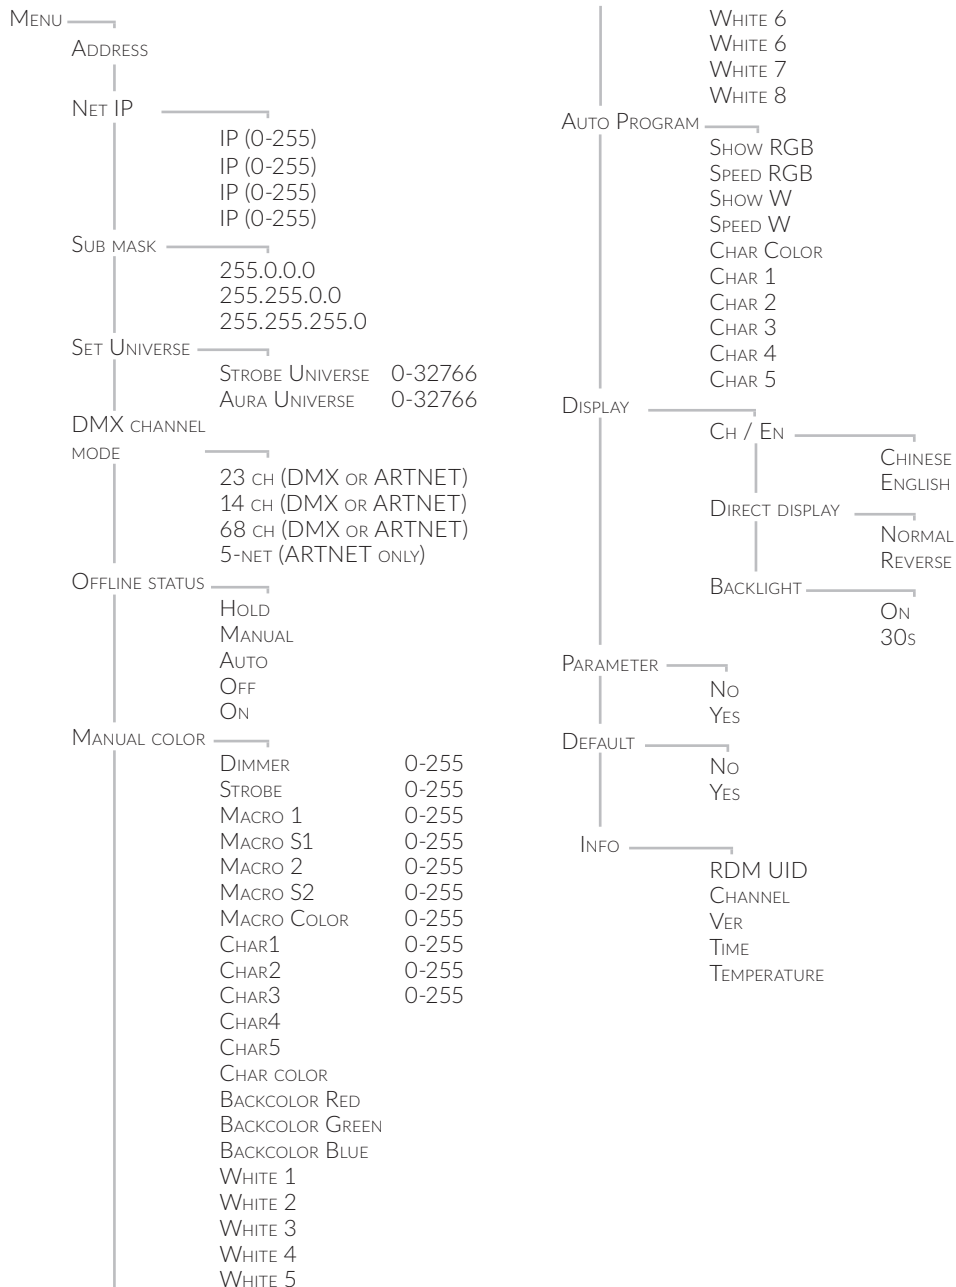 Menu
Address
Net IP
IP (0-255)
IP (0-255)
IP (0-255)
IP (0-255)
Sub mask
255.0.0.0
255.255.0.0
255.255.255.0
Set Universe
Strobe Universe 0-32766
Aura Universe 0-32766
DMX channel
mode
23 ch (DMX or ARTNET)
14 ch (DMX or ARTNET)
68 ch (DMX or ARTNET)
5-net (ARTNET only)
Offline status
Hold
Manual
Auto
Off
On
Manual color
Dimmer 0-255
Strobe 0-255
Macro 1 0-255
Macro S1 0-255
Macro 2 0-255
Macro S2 0-255
Macro Color 0-255
Char1 0-255
Char2 0-255
Char3 0-255
Char4
Char5
Char color
Backcolor Red
Backcolor Green
Backcolor Blue
White 1
White 2
White 3
White 4
White 5
White 6
White 6
White 7
White 8
Auto Program
Show RGB
Speed RGB
Show W
Speed W
Char Color
Char 1
Char 2
Char 3
Char 4
Char 5
Display
Ch / En
Chinese
English
Direct display
Normal
Reverse
Backlight
On
30s
Parameter
No
Yes
Default
No
Yes
Info
RDM UID
Channel
Ver
Time
Temperature